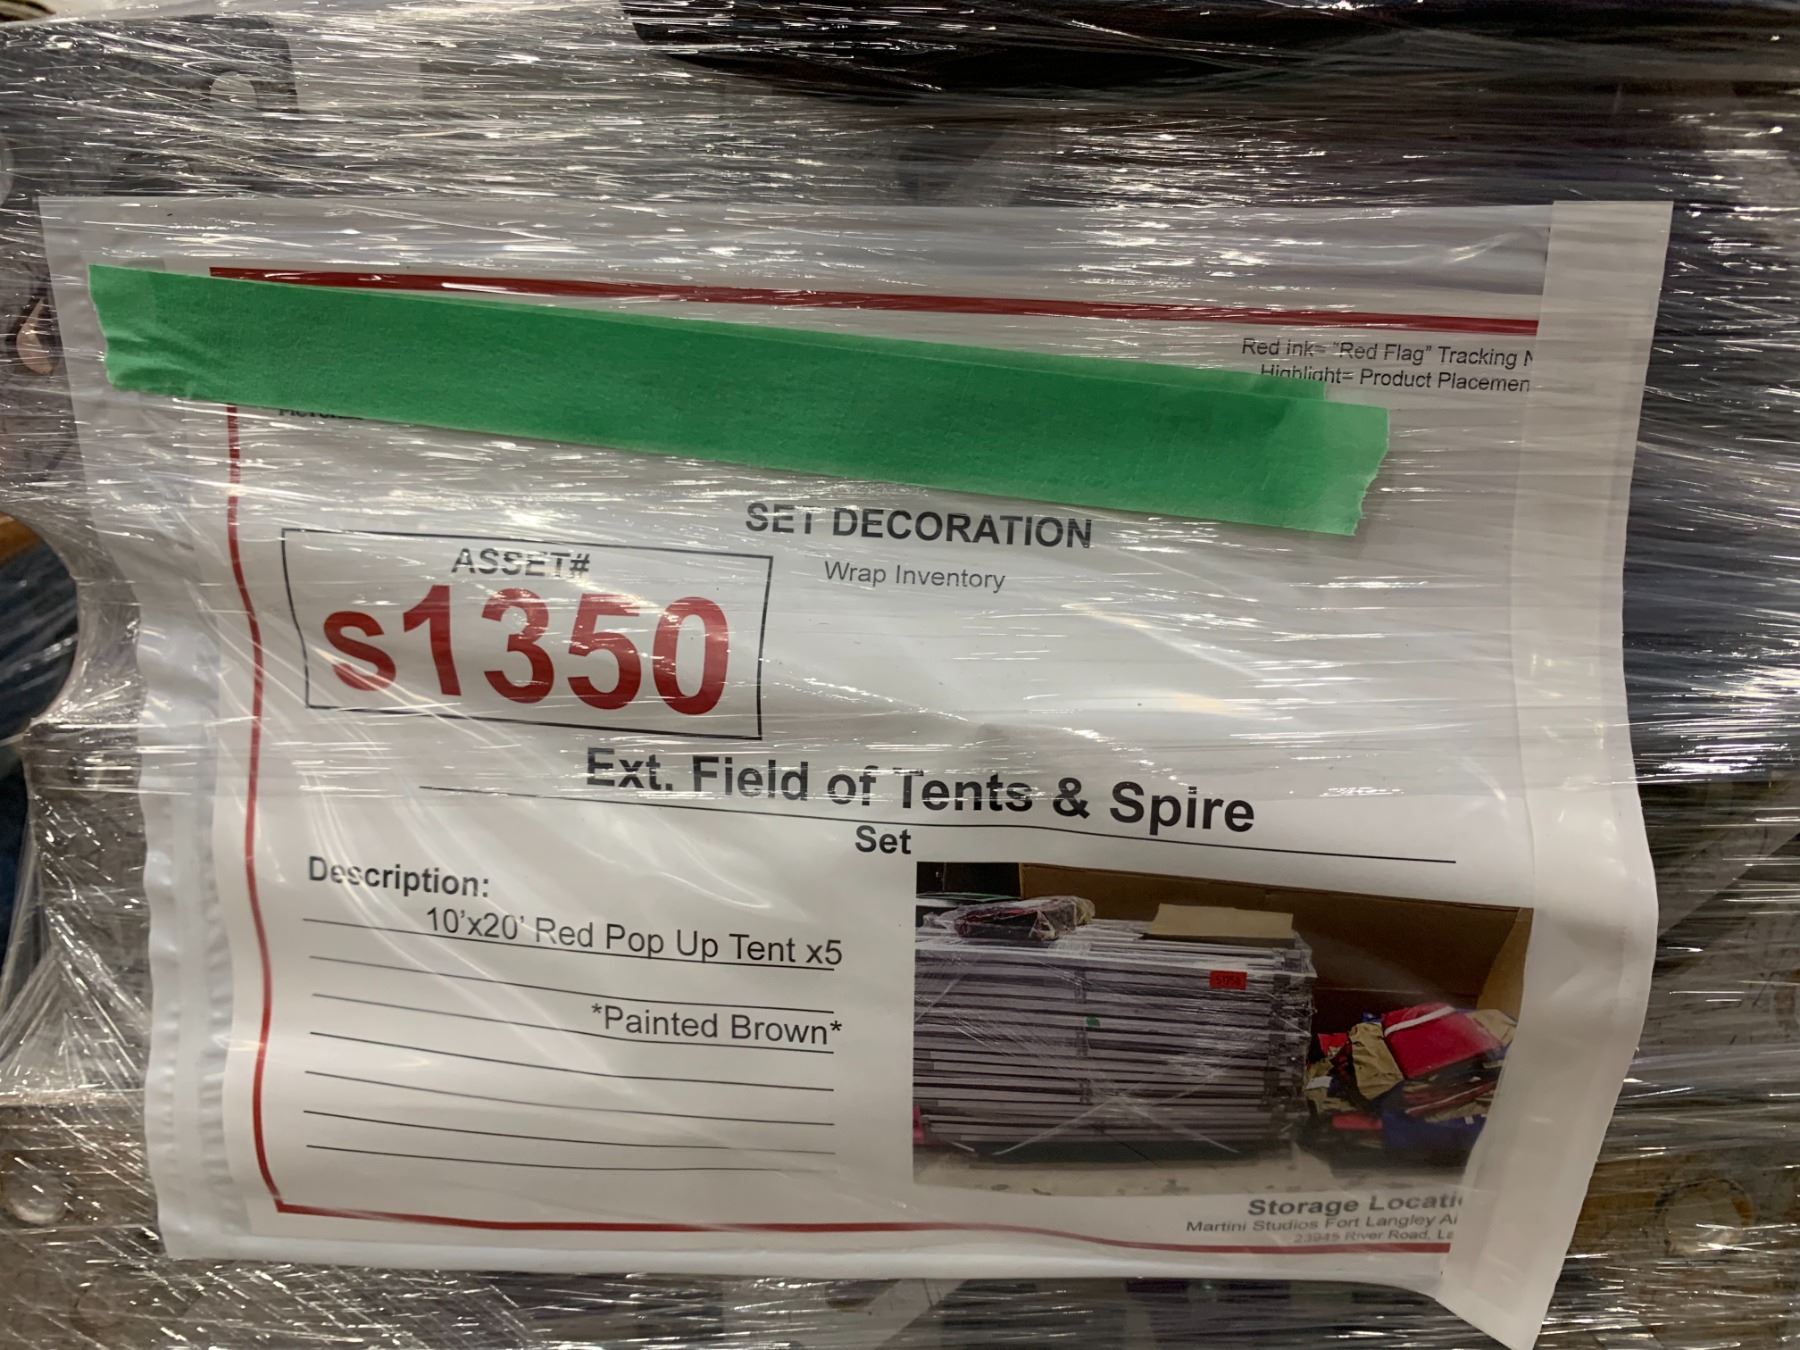 Red Ink= "Red Flag" Tracking
Highlight= Product Placemen
SET DECORATION
Wrap Inventory
ASSET#
S1350
Ext. Field of Tents & Spire
Set
Description:
10'x20' Red Pop Up Tent x5
*Painted Brown*
Storage Locati
Martini Studios Fort Langley Ai
23945 River Road, La